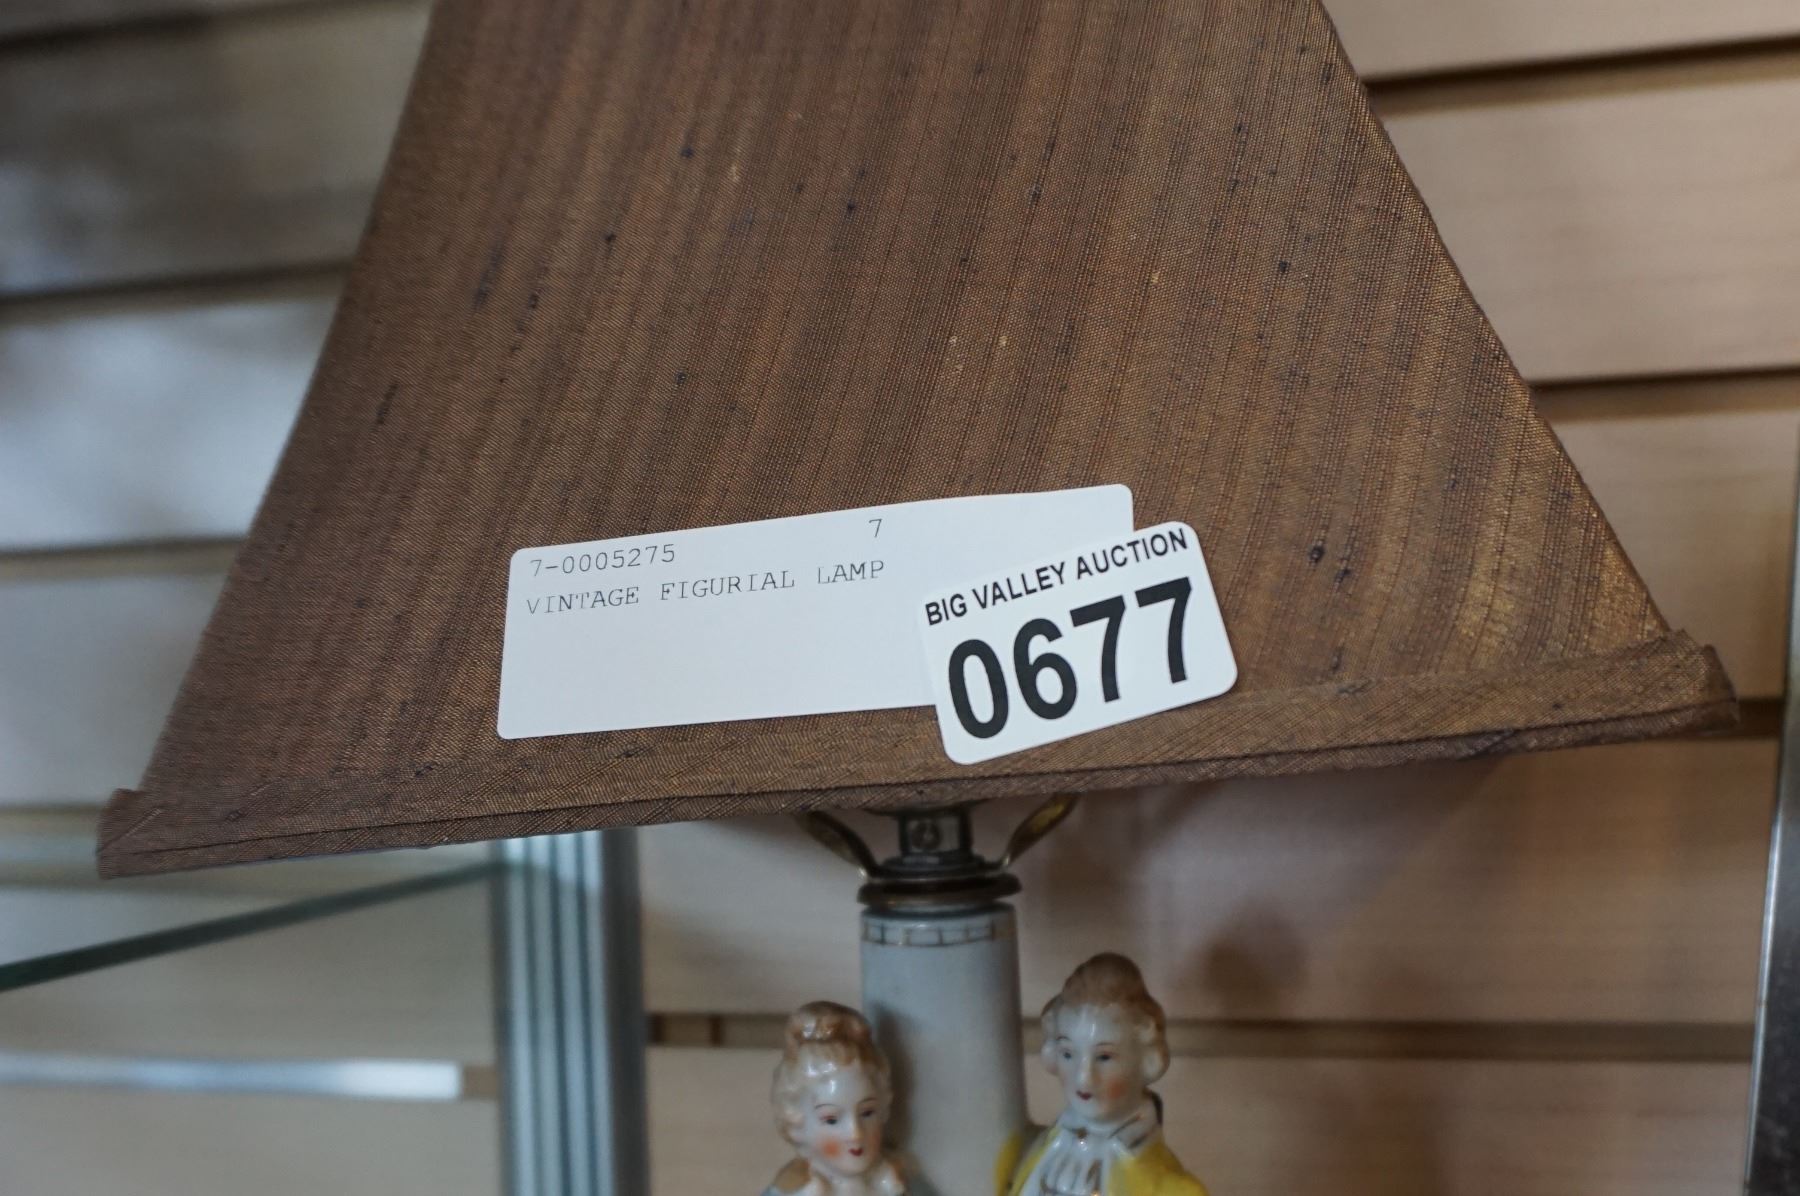 7-0005275 7
VINTAGE FIGURIAL LAMP
BIG VALLEY AUCTION
0677